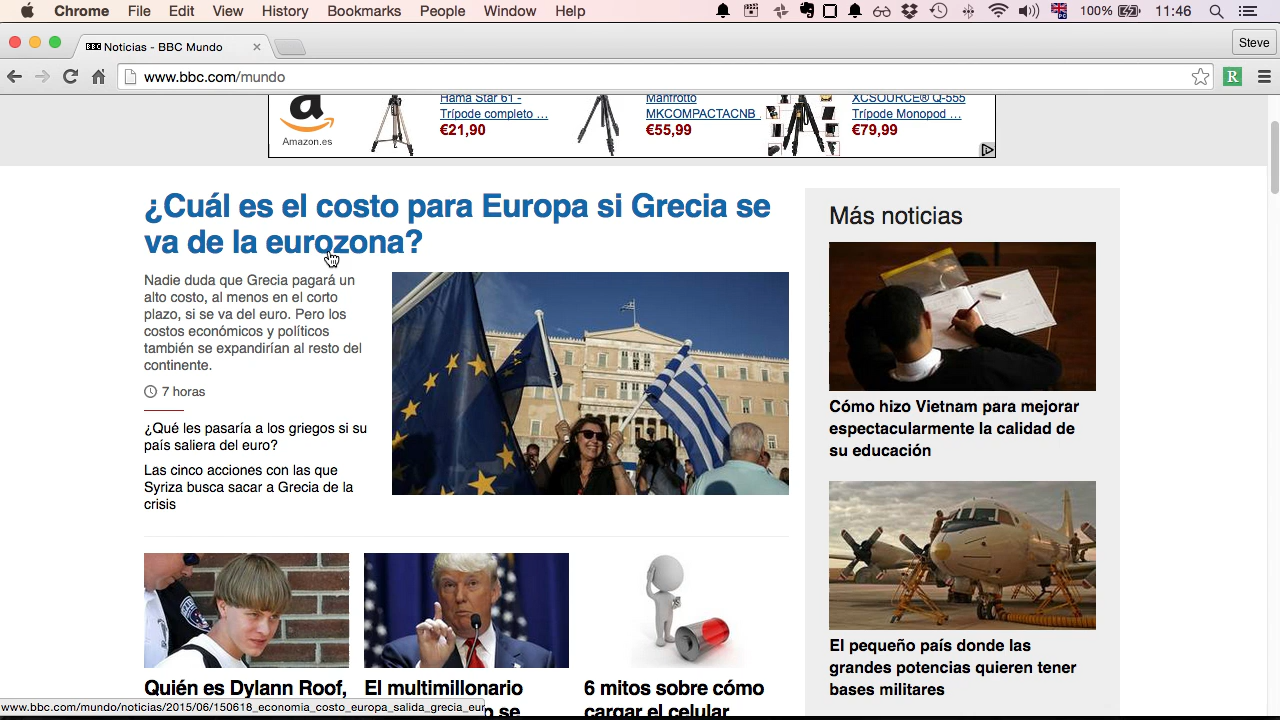 Chrome File Edit View History Bookmarks People Window Help 100% 11:46
BBC Noticias - BBC Mundo
Steve
www.bbc.com/mundo
R
a
Amazon.es
Hama Star 61 -
Trípode completo ...
€21,90
Manfrotto
MKCOMPACTACNB
€55,99
XCSOURCE® Q-555
Trípode Monopod ...
€79,99
¿Cuál es el costo para Europa si Grecia se
va de la eurozona?
Nadie duda que Grecia pagará un
alto costo, al menos en el corto
plazo, si se va del euro. Pero los
costos económicos y políticos
también se expandirían al resto del
continente.
7 horas
¿Qué les pasaría a los griegos si su
país saliera del euro?
Las cinco acciones con las que
Syriza busca sacar a Grecia de la
crisis
Quién es Dylann Roof,
El multimillonario
se
6 mitos sobre cómo
cargar el celular
Más noticias
Cómo hizo Vietnam para mejorar
espectacularmente la calidad de
su educación
El pequeño país donde las
grandes potencias quieren tener
bases militares
www.bbc.com/mundo/noticias/2015/06/150618_economia_costo_europa_salida_grecia_eur